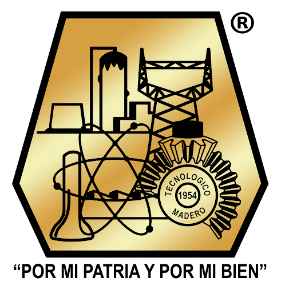 ®
TECNOLOGICO
1954
MADERO
“POR MI PATRIA Y POR MI BIEN”